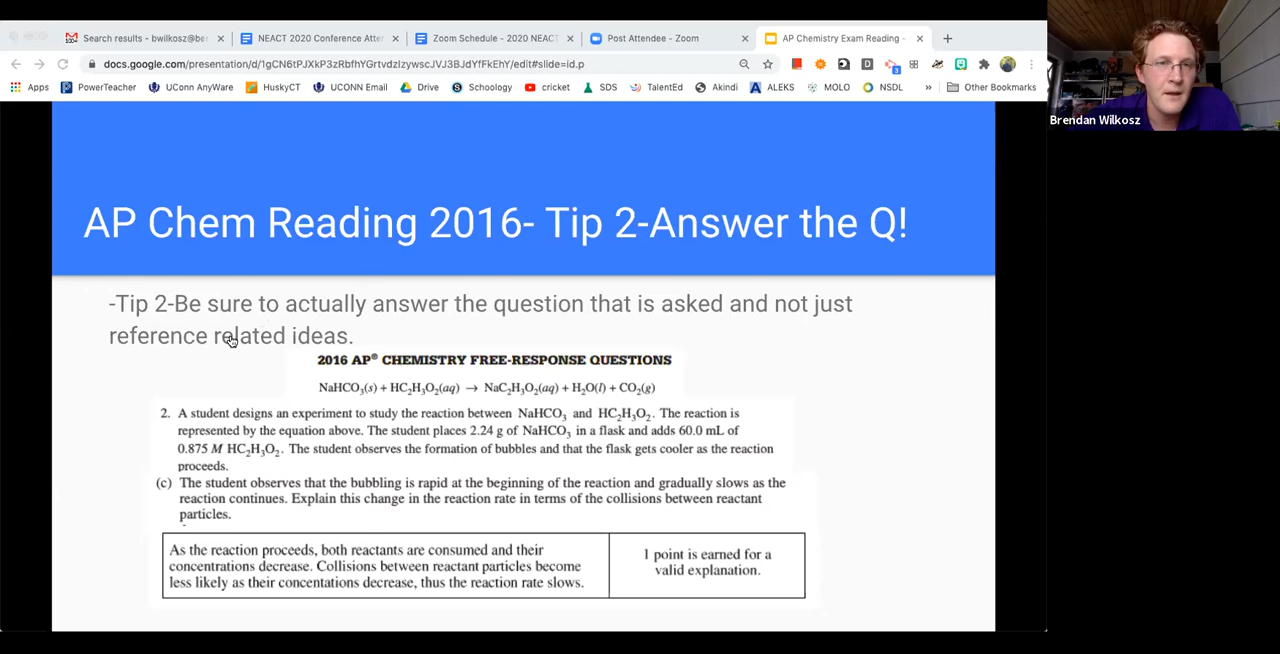 Search results - bwilkosz@be
NEACT 2020 Conference Atter
Zoom Schedule - 2020 NEACT
Post Attendee - Zoom
AP Chemistry Exam Reading -
Apps
PowerTeacher
UConn AnyWare
HuskyCT
UCONN Email
Drive
Schoology
cricket
SDS
TalentEd
Akindi
ALEKS
MOLO
NSDL
»
Other Bookmarks
Brendan Wilkosz
AP Chem Reading 2016- Tip 2-Answer the Q!
-Tip 2-Be sure to actually answer the question that is asked and not just
reference related ideas.
2016 AP® CHEMISTRY FREE-RESPONSE QUESTIONS
NaHCO₃(s) + HC₂H₃O₂(aq) → NaC₂H₃O₂(aq) + H₂O(l) + CO₂(g)
2. A student designs an experiment to study the reaction between NaHCO₃ and HC₂H₃O₂. The reaction is
represented by the equation above. The student places 2.24 g of NaHCO₃ in a flask and adds 60.0 mL of
0.875 M HC₂H₃O₂. The student observes the formation of bubbles and that the flask gets cooler as the reaction
proceeds.
(c) The student observes that the bubbling is rapid at the beginning of the reaction and gradually slows as the
reaction continues. Explain this change in the reaction rate in terms of the collisions between reactant
particles.
As the reaction proceeds, both reactants are consumed and their
concentrations decrease. Collisions between reactant particles become
less likely as their concentations decrease, thus the reaction rate slows.
1 point is earned for a
valid explanation.